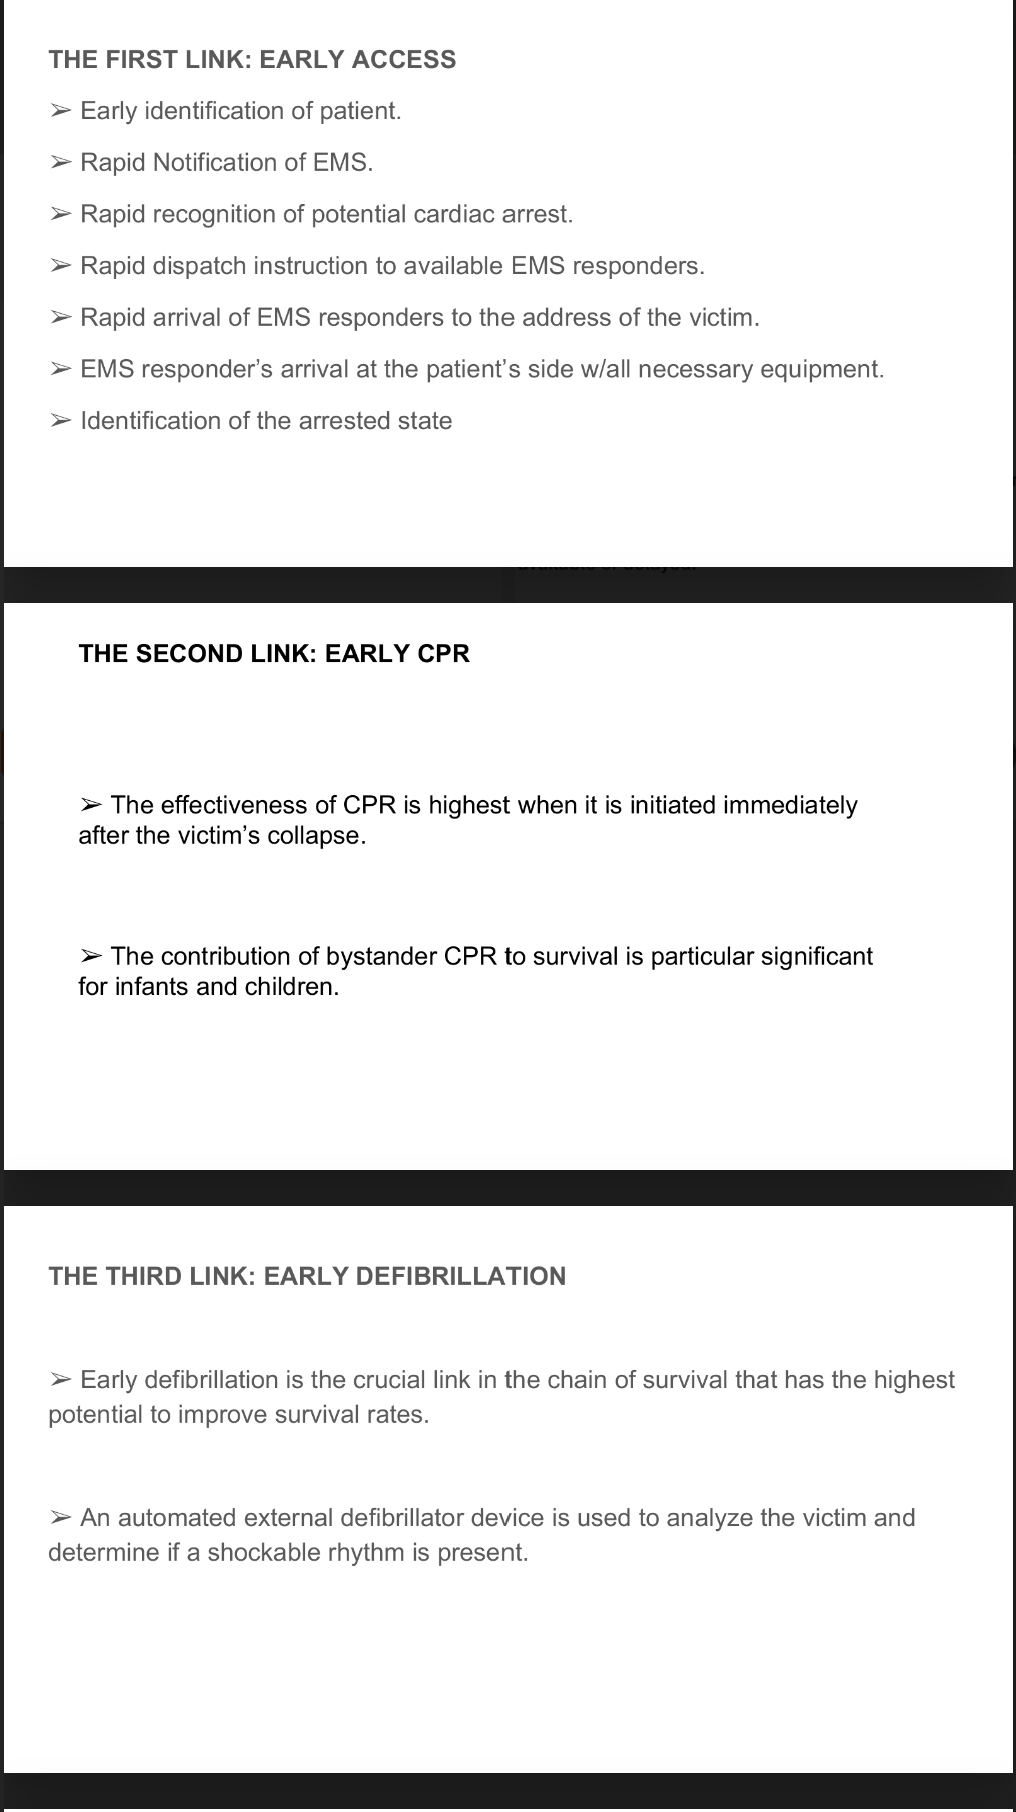 THE FIRST LINK: EARLY ACCESS
➢ Early identification of patient.
➢ Rapid Notification of EMS.
➢ Rapid recognition of potential cardiac arrest.
➢ Rapid dispatch instruction to available EMS responders.
➢ Rapid arrival of EMS responders to the address of the victim.
➢ EMS responder’s arrival at the patient’s side w/all necessary equipment.
➢ Identification of the arrested state
THE SECOND LINK: EARLY CPR
➢ The effectiveness of CPR is highest when it is initiated immediately
after the victim’s collapse.
➢ The contribution of bystander CPR to survival is particular significant
for infants and children.
THE THIRD LINK: EARLY DEFIBRILLATION
➢ Early defibrillation is the crucial link in the chain of survival that has the highest
potential to improve survival rates.
➢ An automated external defibrillator device is used to analyze the victim and
determine if a shockable rhythm is present.